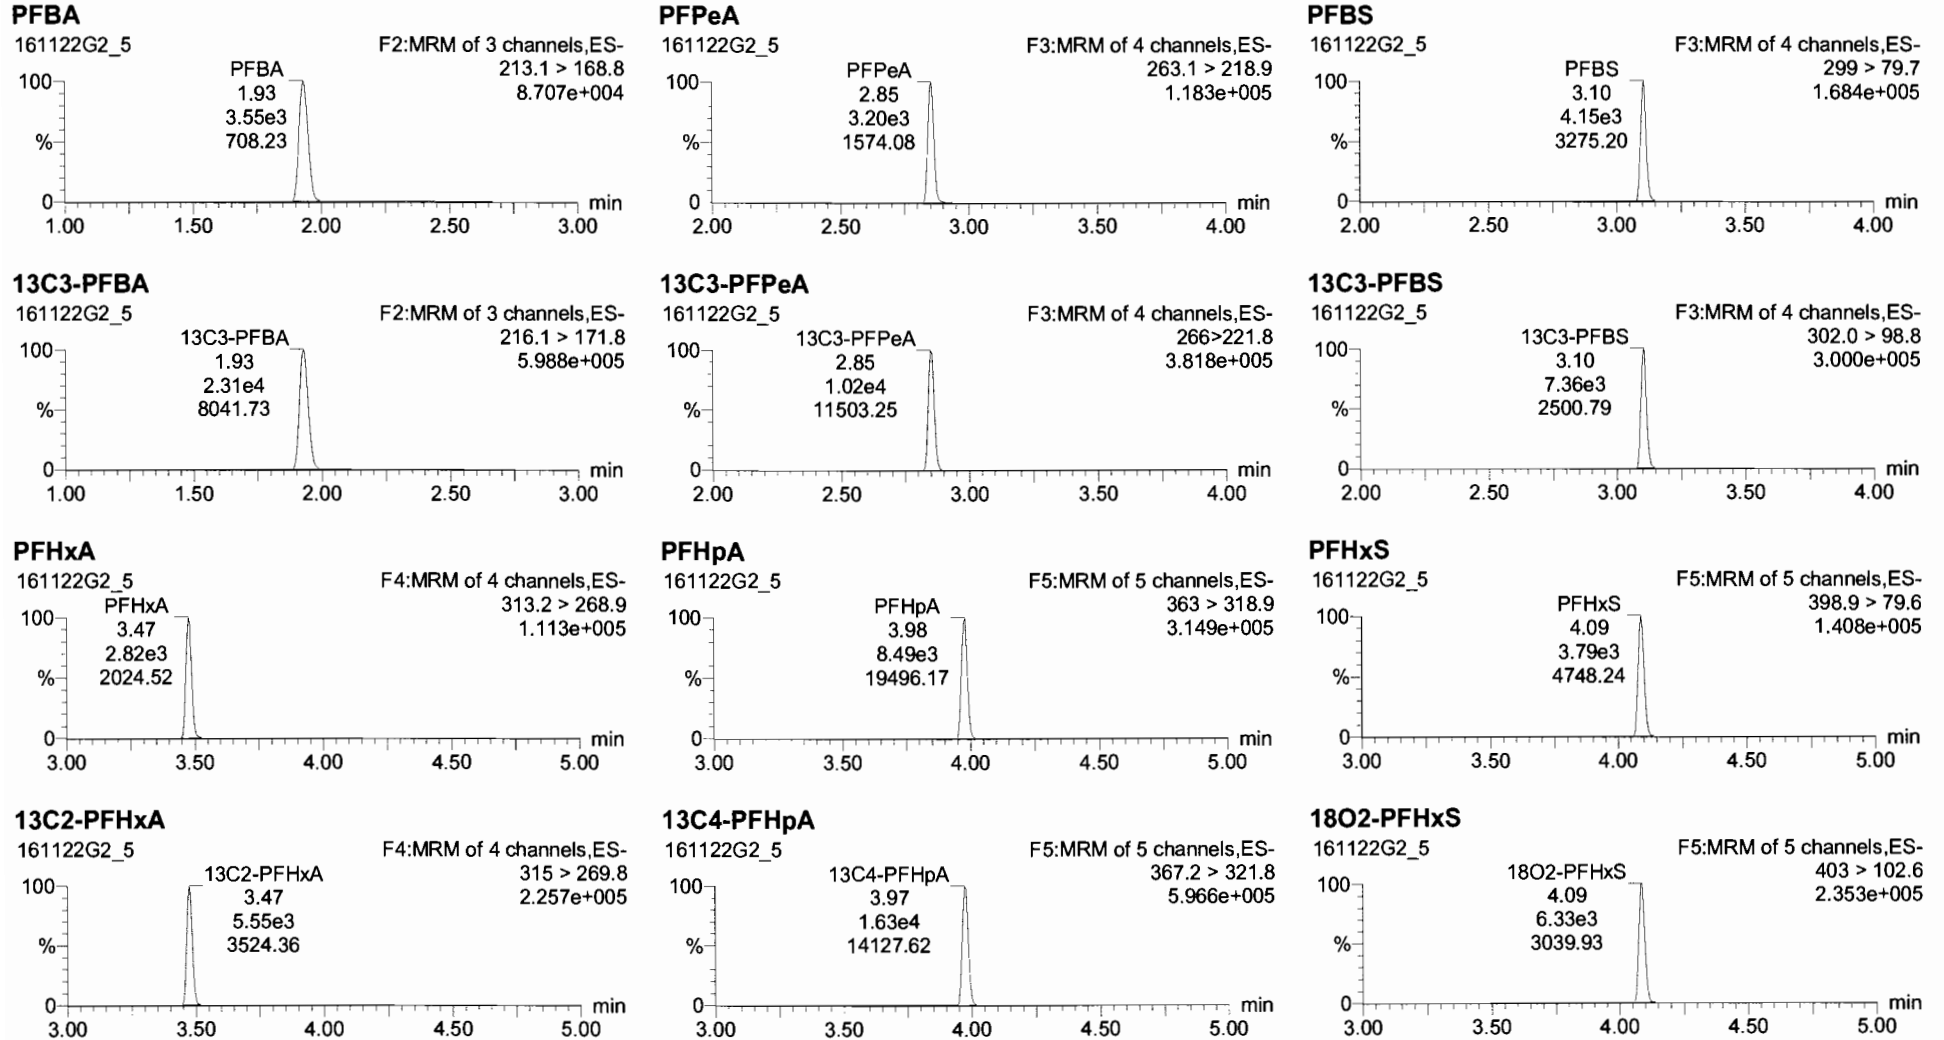 PFBA
161122G2_5
F2:MRM of 3 channels,ES-
213.1 > 168.8
8.707e+004
PFBA
1.93
3.55e3
708.23
100
%
0
min
1.00 1.50 2.00 2.50 3.00
PFPeA
161122G2_5
F3:MRM of 4 channels,ES-
263.1 > 218.9
1.183e+005
PFPeA
2.85
3.20e3
1574.08
100
%
0
min
2.00 2.50 3.00 3.50 4.00
PFBS
161122G2_5
F3:MRM of 4 channels,ES-
299 > 79.7
1.684e+005
PFBS
3.10
4.15e3
3275.20
100
%
0
min
2.00 2.50 3.00 3.50 4.00
13C3-PFBA
161122G2_5
F2:MRM of 3 channels,ES-
216.1 > 171.8
5.988e+005
13C3-PFBA
1.93
2.31e4
8041.73
100
%
0
min
1.00 1.50 2.00 2.50 3.00
13C3-PFPeA
161122G2_5
F3:MRM of 4 channels,ES-
266>221.8
3.818e+005
13C3-PFPeA
2.85
1.02e4
11503.25
100
%
0
min
2.00 2.50 3.00 3.50 4.00
13C3-PFBS
161122G2_5
F3:MRM of 4 channels,ES-
302.0 > 98.8
3.000e+005
13C3-PFBS
3.10
7.36e3
2500.79
100
%
0
min
2.00 2.50 3.00 3.50 4.00
PFHxA
161122G2_5
F4:MRM of 4 channels,ES-
313.2 > 268.9
1.113e+005
PFHxA
3.47
2.82e3
2024.52
100
%
0
min
3.00 3.50 4.00 4.50 5.00
PFHpA
161122G2_5
F5:MRM of 5 channels,ES-
363 > 318.9
3.149e+005
PFHpA
3.98
8.49e3
19496.17
100
%
0
min
3.00 3.50 4.00 4.50 5.00
PFHxS
161122G2_5
F5:MRM of 5 channels,ES-
398.9 > 79.6
1.408e+005
PFHxS
4.09
3.79e3
4748.24
100
%
0
min
3.00 3.50 4.00 4.50 5.00
13C2-PFHxA
161122G2_5
F4:MRM of 4 channels,ES-
315 > 269.8
2.257e+005
13C2-PFHxA
3.47
5.55e3
3524.36
100
%
0
min
3.00 3.50 4.00 4.50 5.00
13C4-PFHpA
161122G2_5
F5:MRM of 5 channels,ES-
367.2 > 321.8
5.966e+005
13C4-PFHpA
3.97
1.63e4
14127.62
100
%
0
min
3.00 3.50 4.00 4.50 5.00
18O2-PFHxS
161122G2_5
F5:MRM of 5 channels,ES-
403 > 102.6
2.353e+005
18O2-PFHxS
4.09
6.33e3
3039.93
100
%
0
min
3.00 3.50 4.00 4.50 5.00